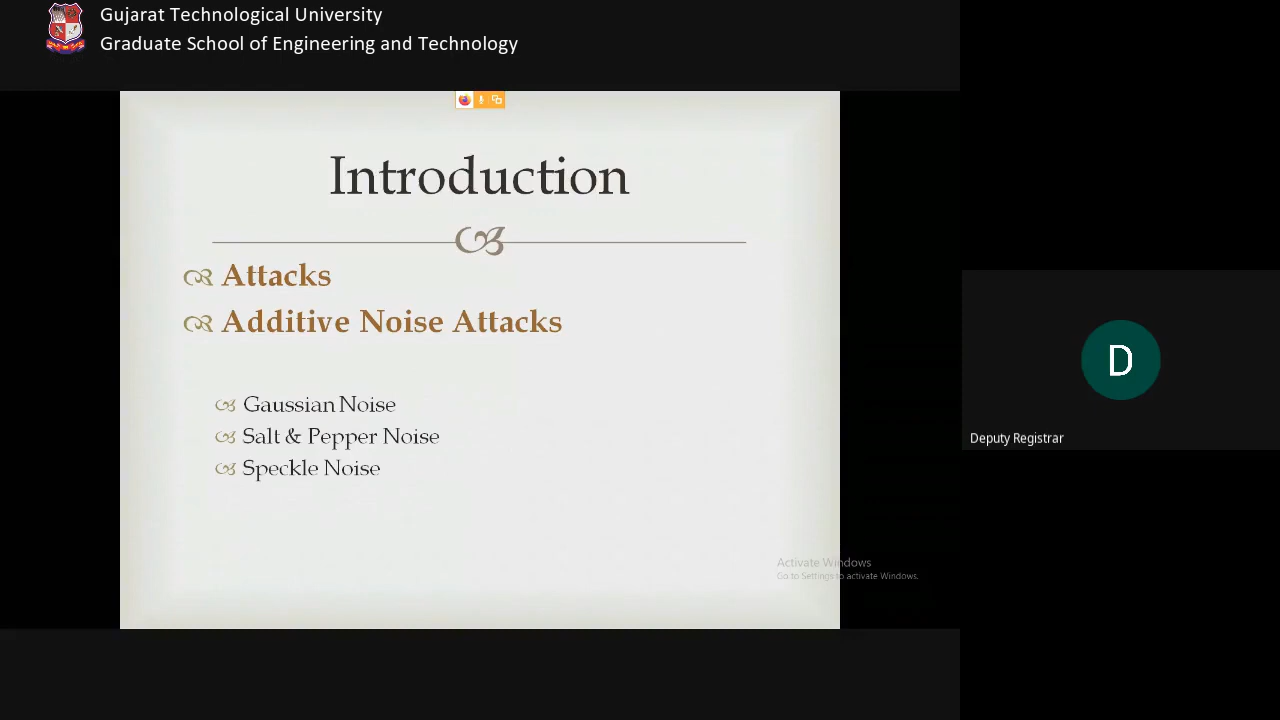 Gujarat Technological University
Graduate School of Engineering and Technology
Introduction
Attacks
Additive Noise Attacks
Gaussian Noise
Salt & Pepper Noise
Speckle Noise
Activate Windows
Go to Settings to activate Windows.
D
Deputy Registrar